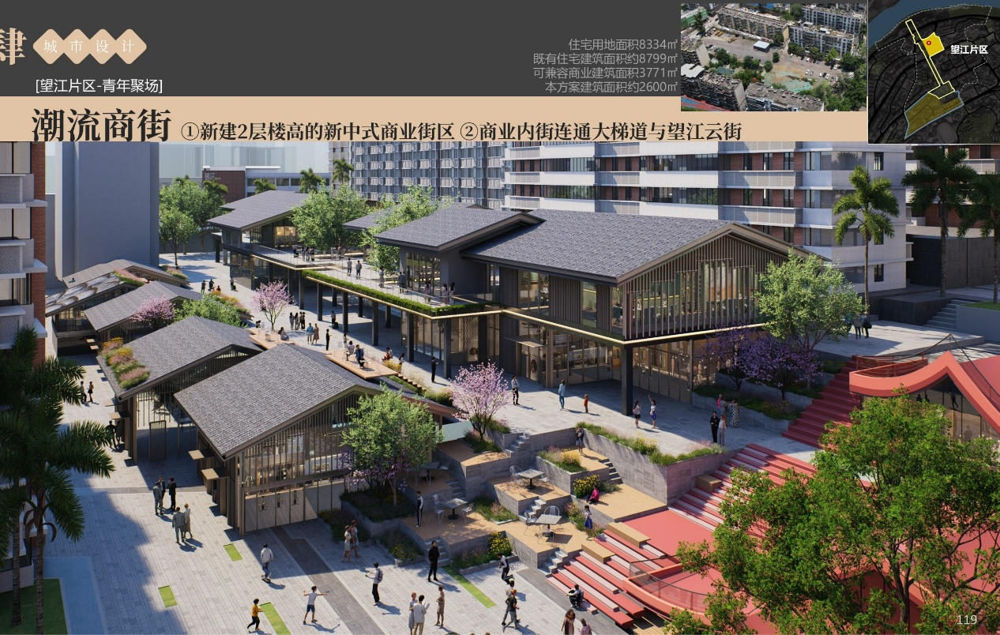 肆 城市设计
[望江片区-青年聚场]
住宅用地面积8334㎡
既有住宅建筑面积约8799㎡
可兼容商业建筑面积3771㎡
本方案建筑面积约2600㎡
望江片区
潮流商街 ①新建2层楼高的新中式商业街区 ②商业内街连通大梯道与望江云街
望江
119